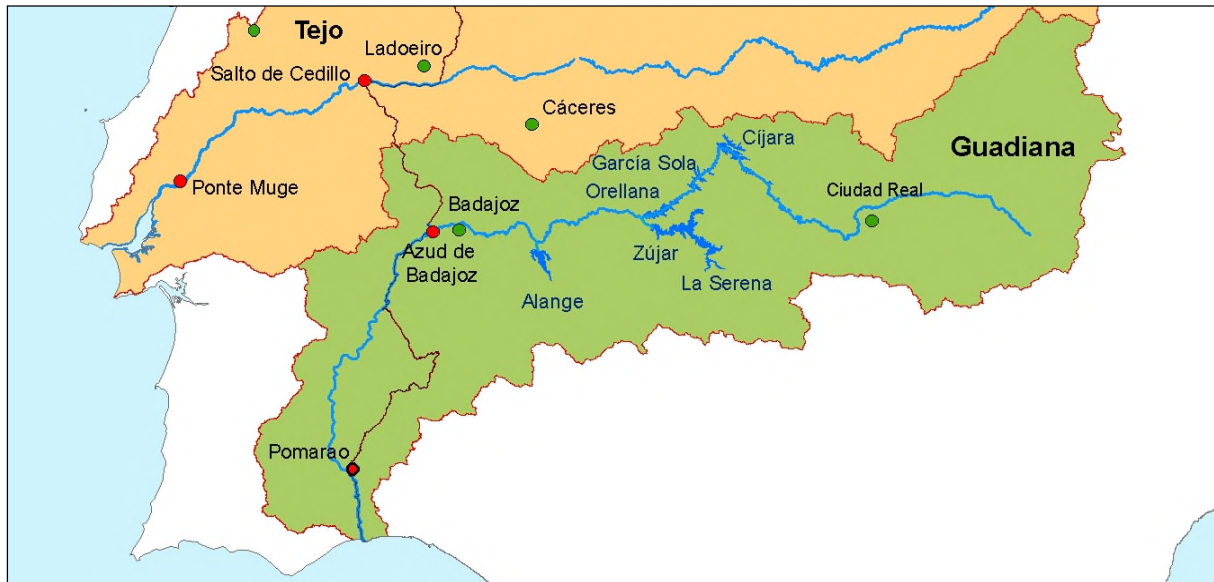 Tejo
Ladoeiro
Salto de Cedillo
Cáceres
Cíjara
Guadiana
García Sola
Ponte Muge
Orellana
Ciudad Real
Badajoz
Azud de
Badajoz
Zújar
La Serena
Alange
Pomarao